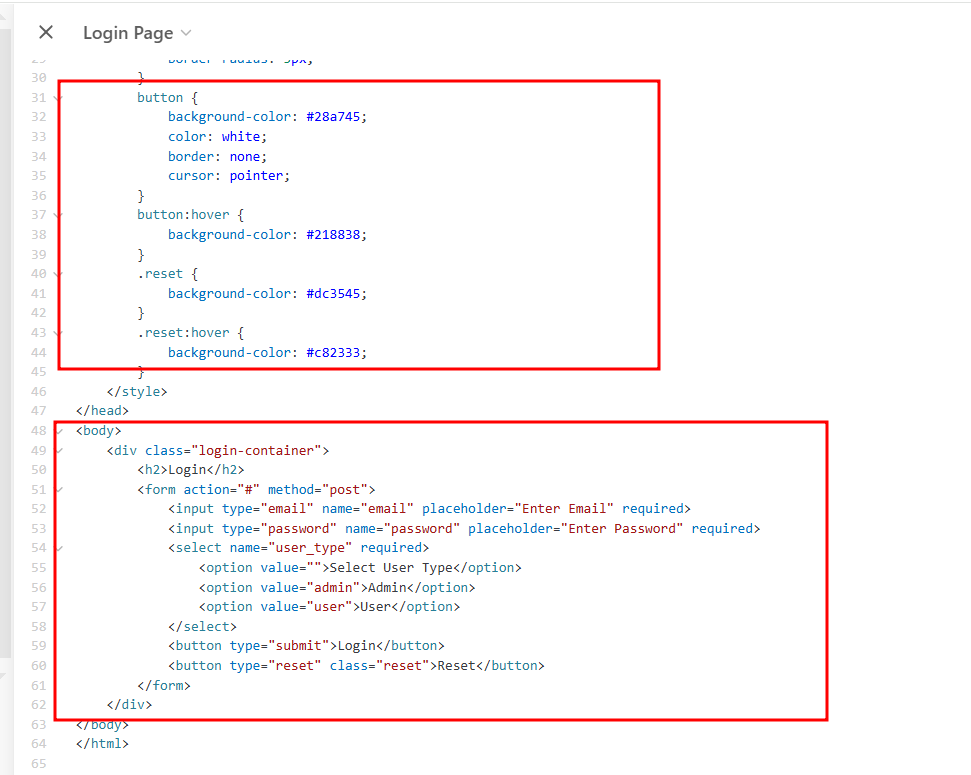 Login Page
29 border-radius: 5px;
30 }
31 button {
32 background-color: #28a745;
33 color: white;
34 border: none;
35 cursor: pointer;
36 }
37 button:hover {
38 background-color: #218838;
39 }
40 .reset {
41 background-color: #dc3545;
42 }
43 .reset:hover {
44 background-color: #c82333;
45 }
46 </style>
47 </head>
48 <body>
49 <div class="login-container">
50 <h2>Login</h2>
51 <form action="#" method="post">
52 <input type="email" name="email" placeholder="Enter Email" required>
53 <input type="password" name="password" placeholder="Enter Password" required>
54 <select name="user_type" required>
55 <option value="">Select User Type</option>
56 <option value="admin">Admin</option>
57 <option value="user">User</option>
58 </select>
59 <button type="submit">Login</button>
60 <button type="reset" class="reset">Reset</button>
61 </form>
62 </div>
63 </body>
64 </html>
65